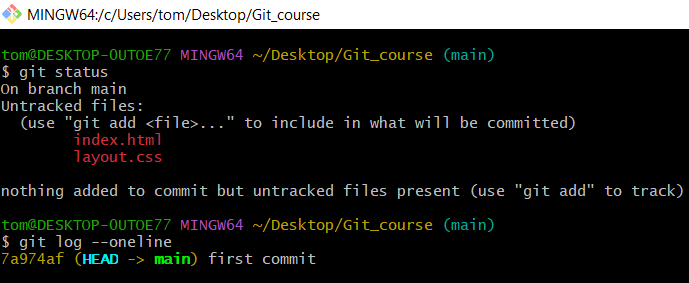 MINGW64:/c/Users/tom/Desktop/Git_course
tom@DESKTOP-OUTOE77 MINGW64 ~/Desktop/Git_course (main)
$ git status
On branch main
Untracked files:
  (use "git add <file>..." to include in what will be committed)
        index.html
        layout.css

nothing added to commit but untracked files present (use "git add" to track)

tom@DESKTOP-OUTOE77 MINGW64 ~/Desktop/Git_course (main)
$ git log --oneline
7a974af (HEAD -> main) first commit